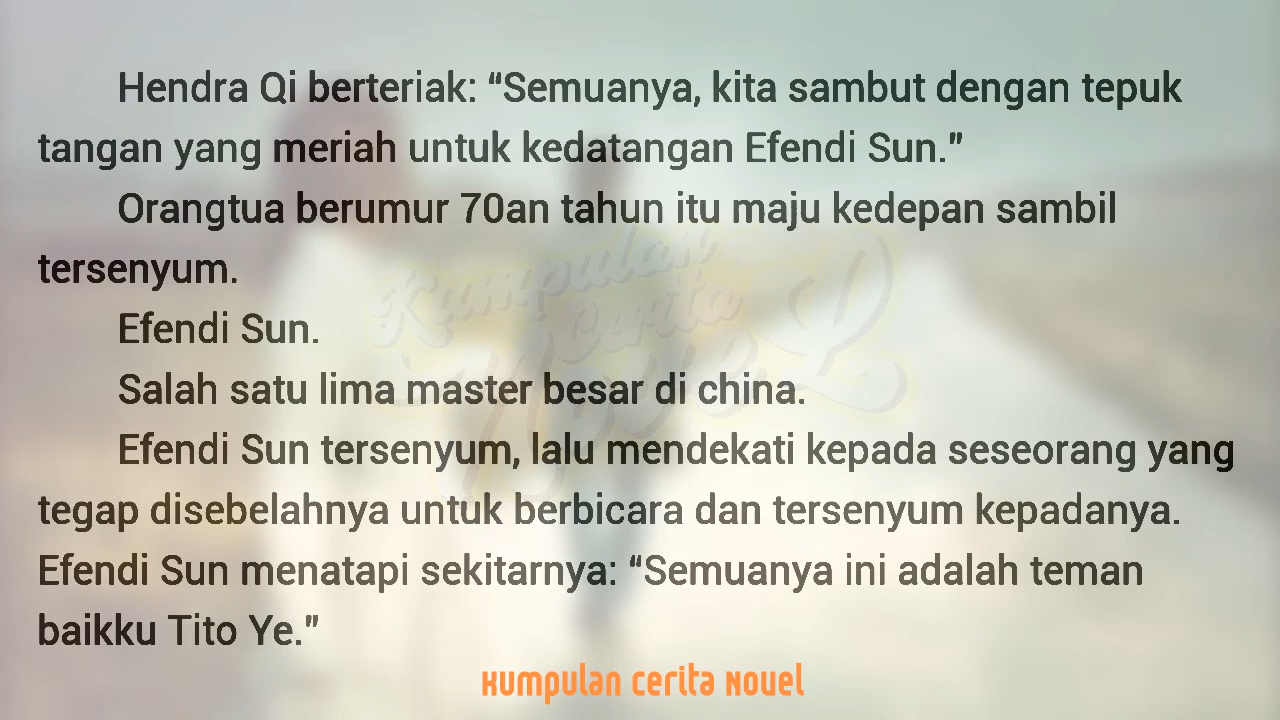 Hendra Qi berteriak: “Semuanya, kita sambut dengan tepuk
tangan yang meriah untuk kedatangan Efendi Sun.”
Orangtua berumur 70an tahun itu maju kedepan sambil
tersenyum.
Efendi Sun.
Salah satu lima master besar di china.
Efendi Sun tersenyum, lalu mendekati kepada seseorang yang
tegap disebelahnya untuk berbicara dan tersenyum kepadanya.
Efendi Sun menatapi sekitarnya: “Semuanya ini adalah teman
baikku Tito Ye.”
Kumpulan
Cerita
NoveL
Kumpulan Cerita Novel